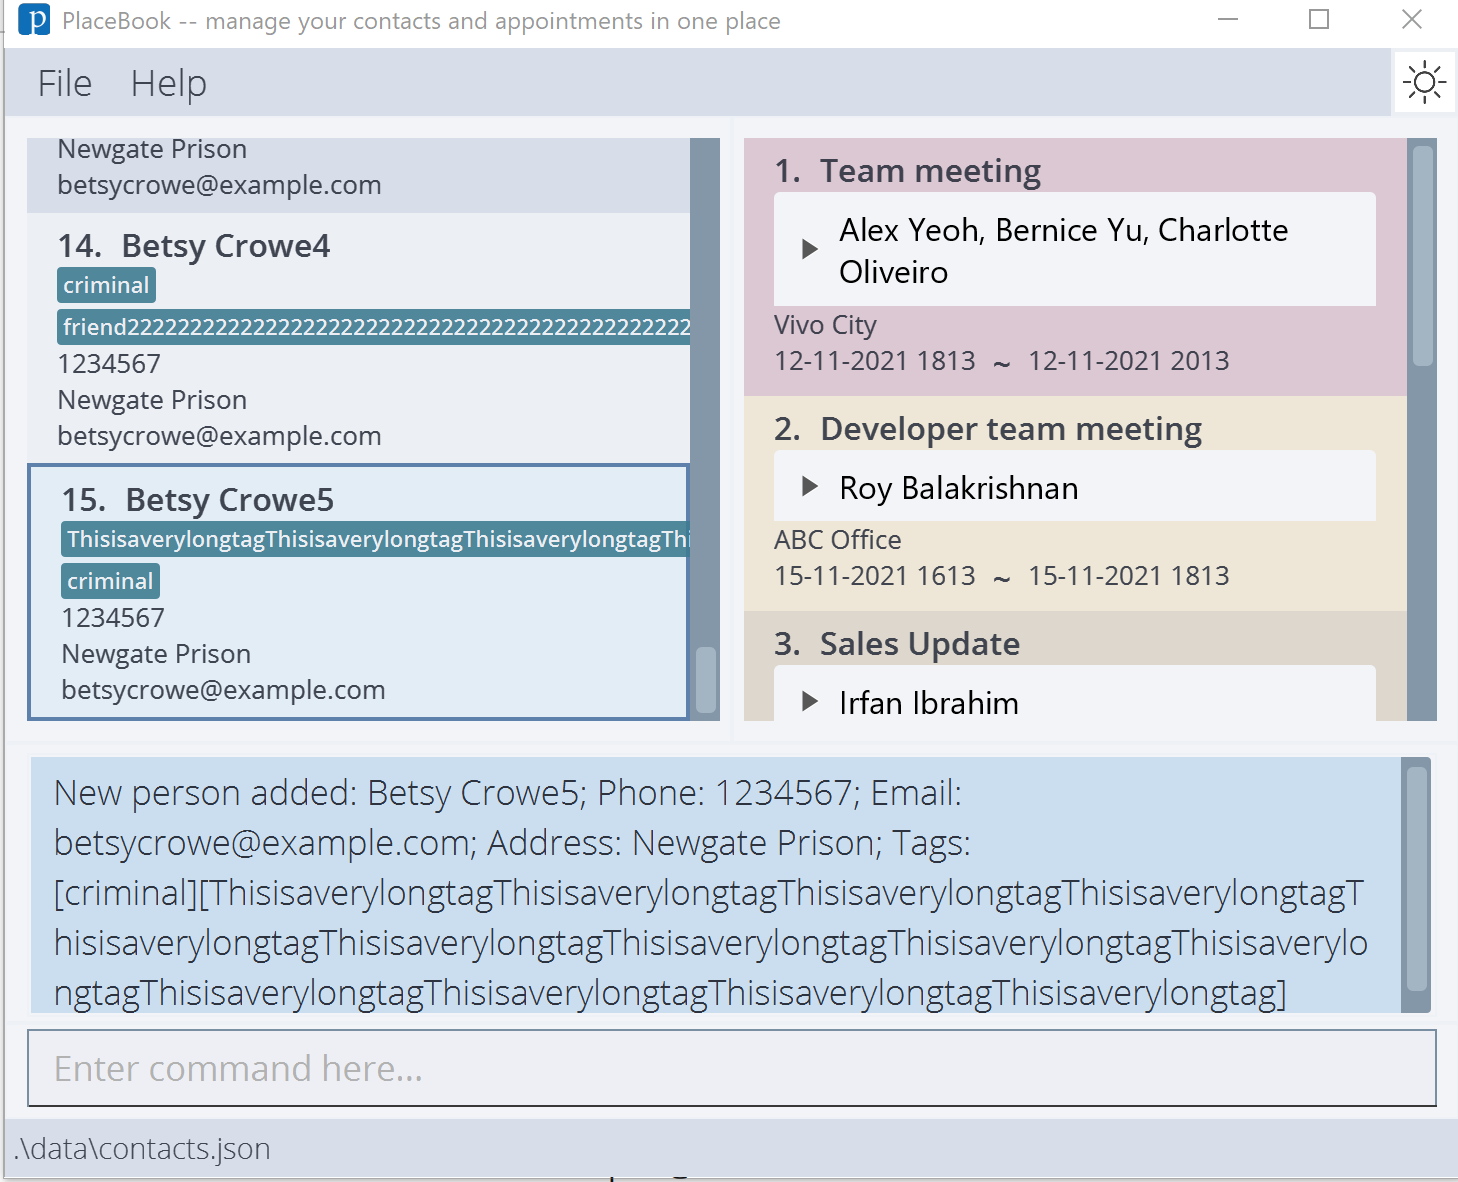 PlaceBook -- manage your contacts and appointments in one place
File Help
Newgate Prison
betsycrowe@example.com
14. Betsy Crowe4
criminal
friend222222222222222222222222222222222222222222222
1234567
Newgate Prison
betsycrowe@example.com
15. Betsy Crowe5
ThisisaverylongtagThisisaverylongtagThisisaverylongtagThi
criminal
1234567
Newgate Prison
betsycrowe@example.com
1. Team meeting
Alex Yeoh, Bernice Yu, Charlotte
Oliveiro
Vivo City
12-11-2021 1813 ~ 12-11-2021 2013
2. Developer team meeting
Roy Balakrishnan
ABC Office
15-11-2021 1613 ~ 15-11-2021 1813
3. Sales Update
Irfan Ibrahim
New person added: Betsy Crowe5; Phone: 1234567; Email:
betsycrowe@example.com; Address: Newgate Prison; Tags:
[criminal][ThisisaverylongtagThisisaverylongtagThisisaverylongtagThisisaverylongtagT
hisisaverylongtagThisisaverylongtagThisisaverylongtagThisisaverylongtagThisisaverylo
ngtagThisisaverylongtagThisisaverylongtagThisisaverylongtagThisisaverylongtag]
Enter command here...
.\data\contacts.json